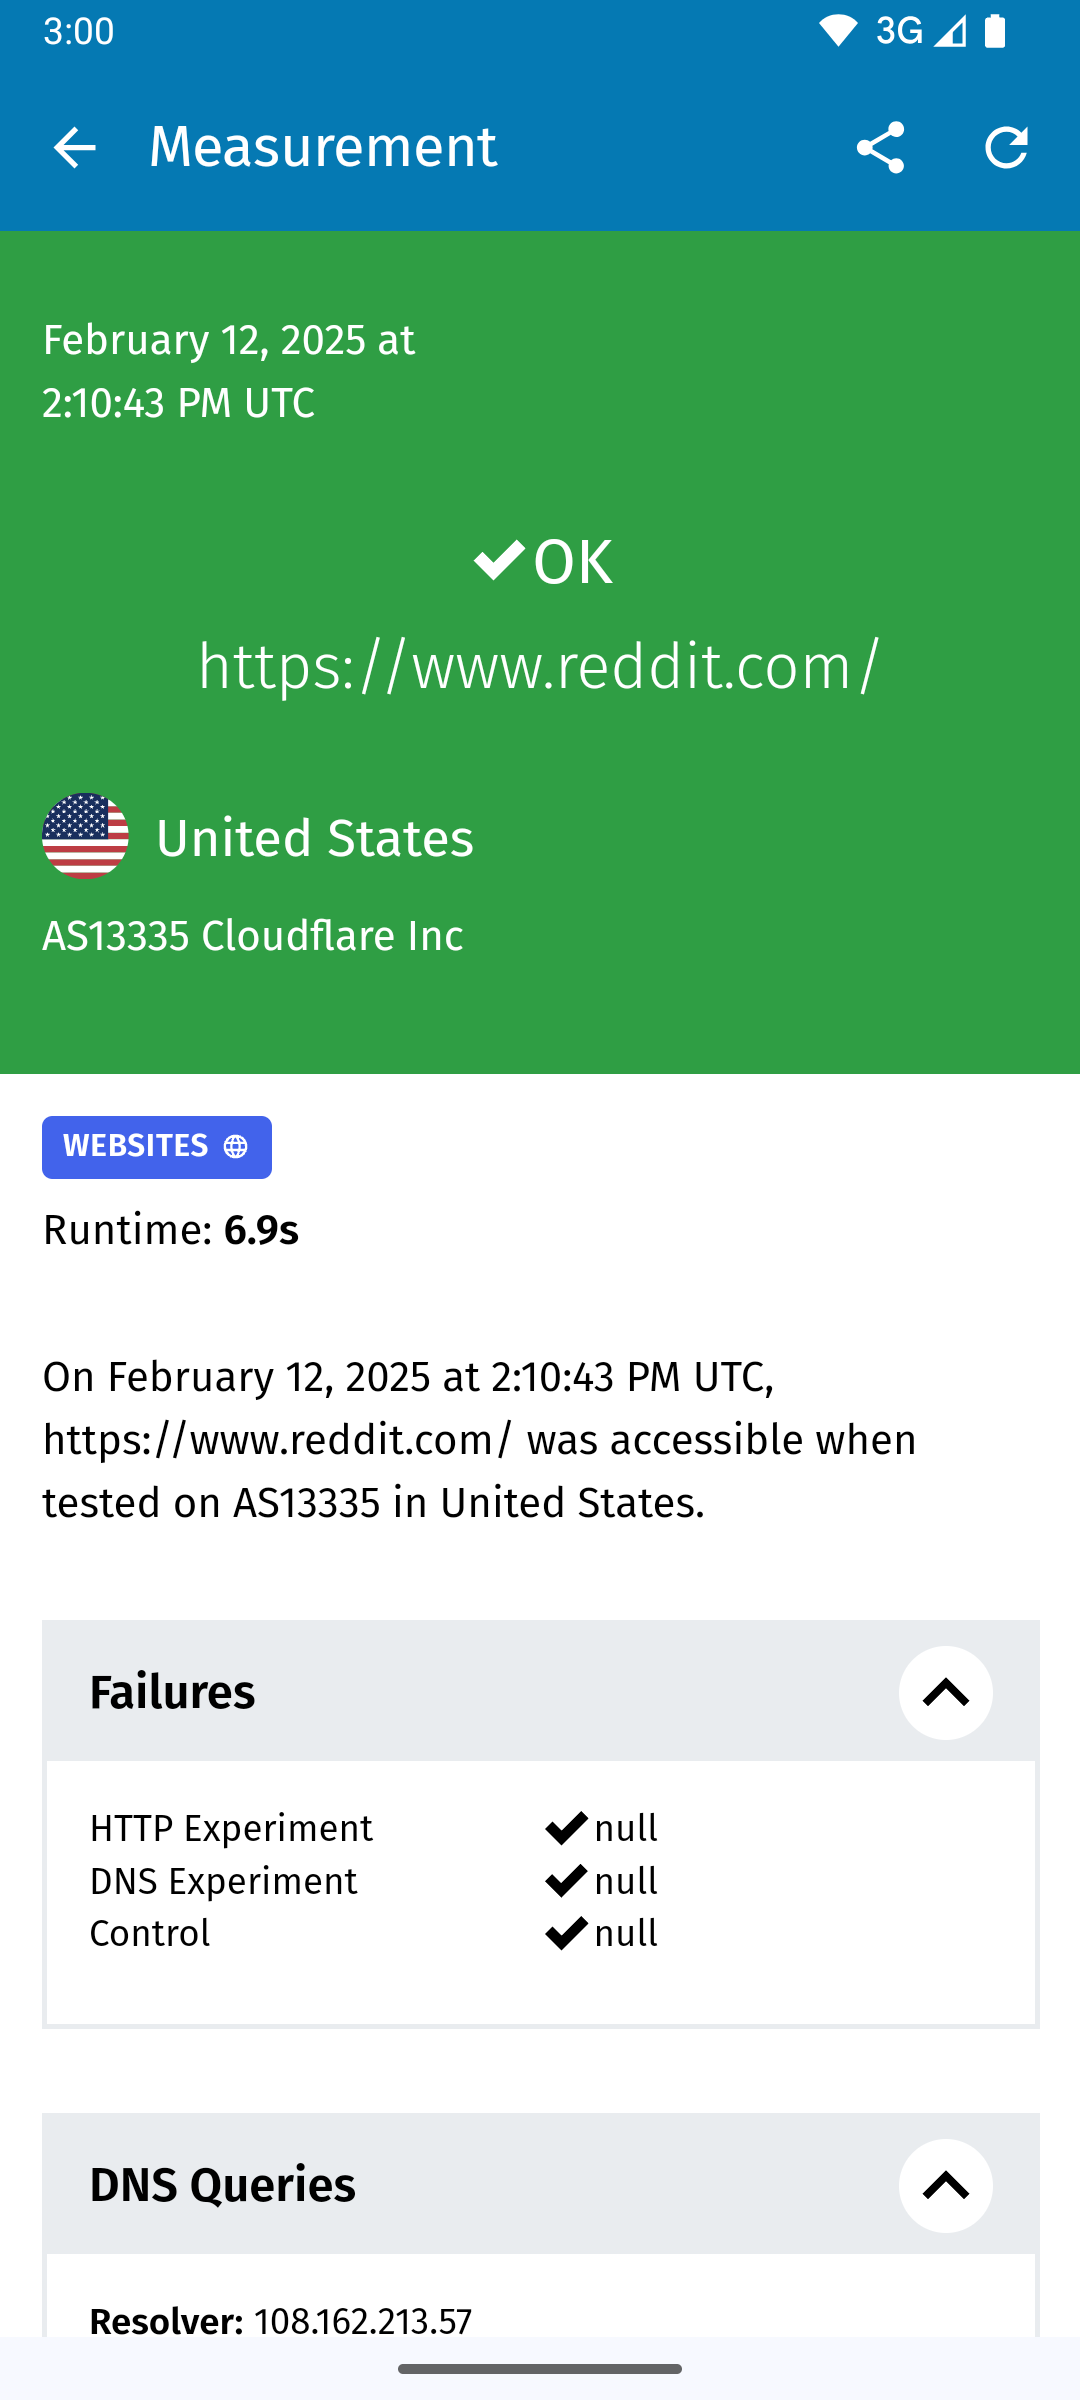 3:00
3G
Measurement
February 12, 2025 at
2:10:43 PM UTC
OK
https://www.reddit.com/
United States
AS13335 Cloudflare Inc
WEBSITES
Runtime: 6.9s
On February 12, 2025 at 2:10:43 PM UTC,
https://www.reddit.com/ was accessible when
tested on AS13335 in United States.
Failures
HTTP Experiment null
DNS Experiment null
Control null
DNS Queries
Resolver: 108.162.213.57